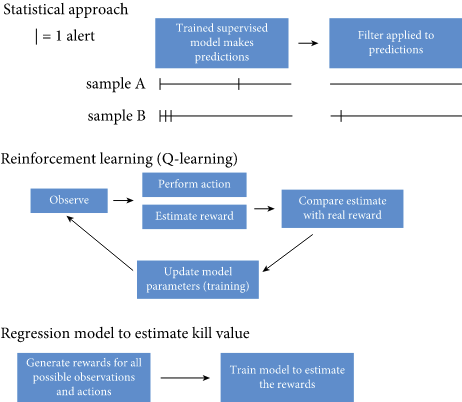 Statistical approach
| = 1 alert
Trained supervised
model makes
predictions
Filter applied to
predictions
sample A
sample B
Reinforcement learning (Q-learning)
Observe
Perform action
Estimate reward
Compare estimate
with real reward
Update model
parameters (training)
Regression model to estimate kill value
Generate rewards for all
possible observations
and actions
Train model to estimate
the rewards